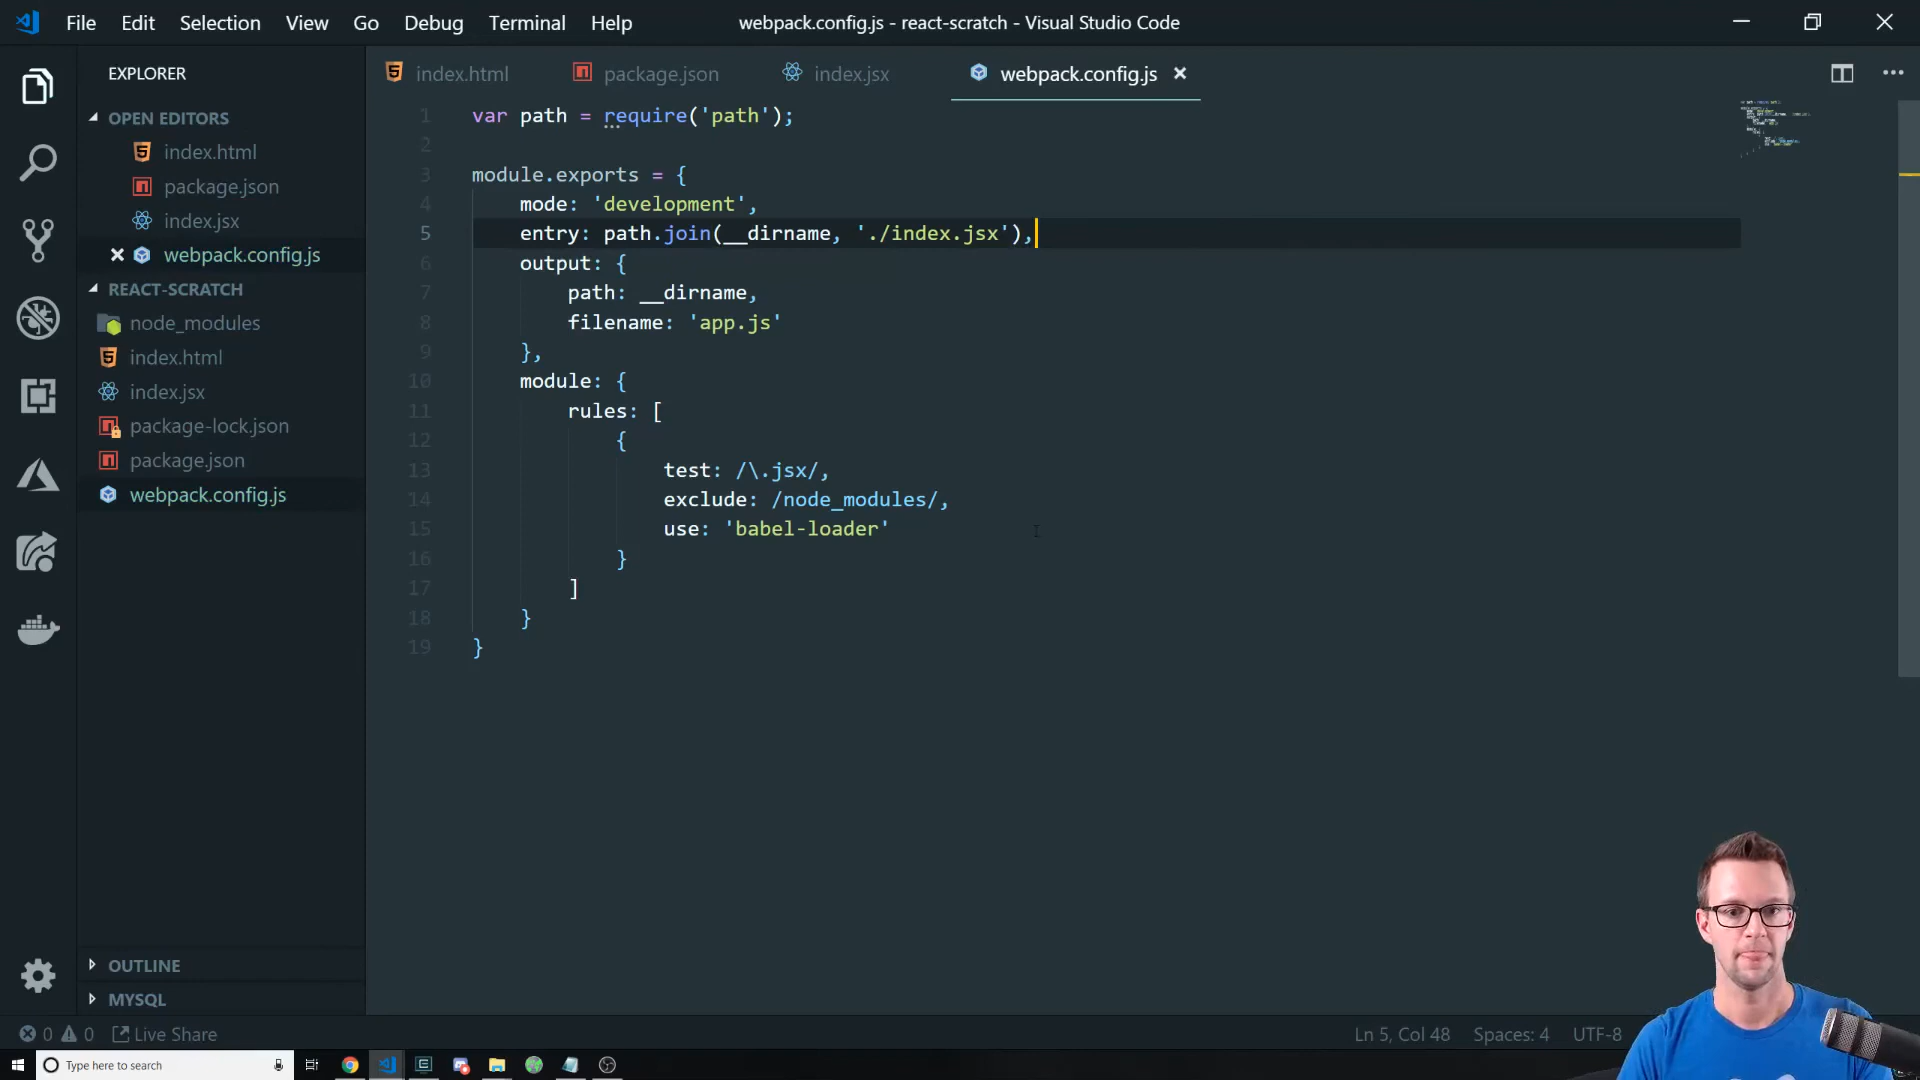 File Edit Selection View Go Debug Terminal Help
webpack.config.js - react-scratch - Visual Studio Code
EXPLORER
OPEN EDITORS
index.html
package.json
index.jsx
webpack.config.js
REACT-SCRATCH
node_modules
index.html
index.jsx
package-lock.json
package.json
webpack.config.js
OUTLINE
MYSQL
index.html package.json index.jsx webpack.config.js
1 var path = require('path');
2
3 module.exports = {
4 mode: 'development',
5 entry: path.join(__dirname, './index.jsx'),
6 output: {
7 path: __dirname,
8 filename: 'app.js'
9 },
10 module: {
11 rules: [
12 {
13 test: /\.jsx/,
14 exclude: /node_modules/,
15 use: 'babel-loader'
16 }
17 ]
18 }
19 }
0 0 Live Share Ln 5, Col 48 Spaces: 4 UTF-8
Type here to search